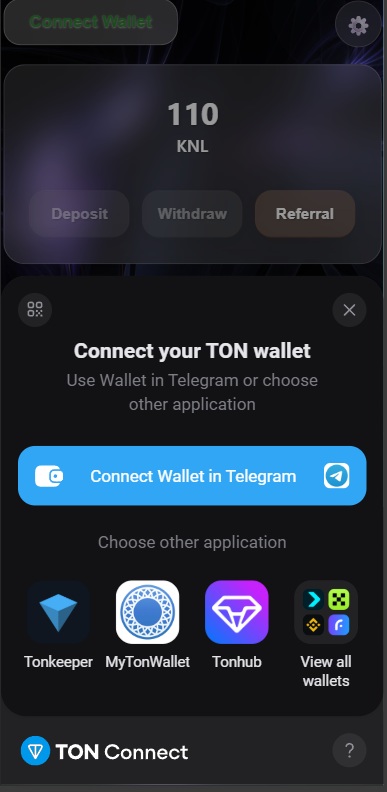 Connect Wallet
110
KNL
Deposit Withdraw Referral
Connect your TON wallet
Use Wallet in Telegram or choose
other application
Connect Wallet in Telegram
Choose other application
Tonkeeper MyTonWallet Tonhub View all
wallets
TON Connect ?